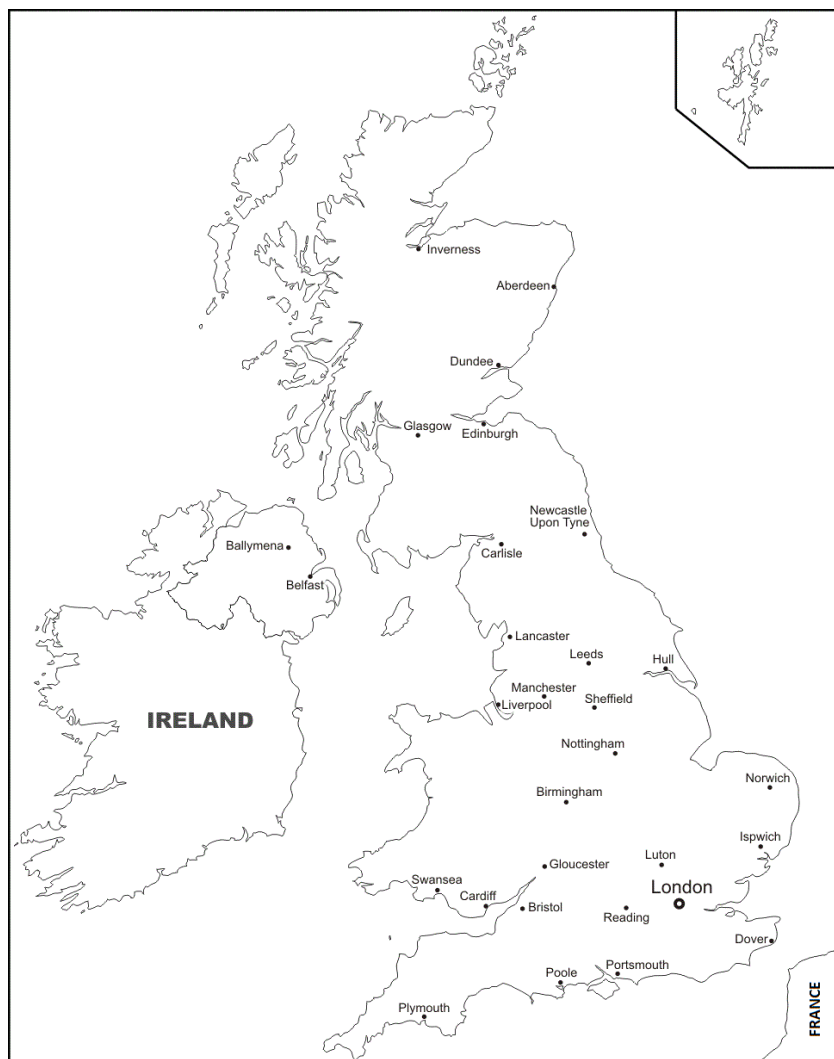 Inverness
Aberdeen
Dundee
Glasgow
Edinburgh
Newcastle
Upon Tyne
Ballymena
Carlisle
Belfast
Lancaster
Leeds
Hull
Manchester
Liverpool
Sheffield
IRELAND
Nottingham
Norwich
Birmingham
Ispwich
Luton
Gloucester
Swansea
London
Cardiff
Bristol
Reading
Dover
Portsmouth
Poole
Plymouth
FRANCE